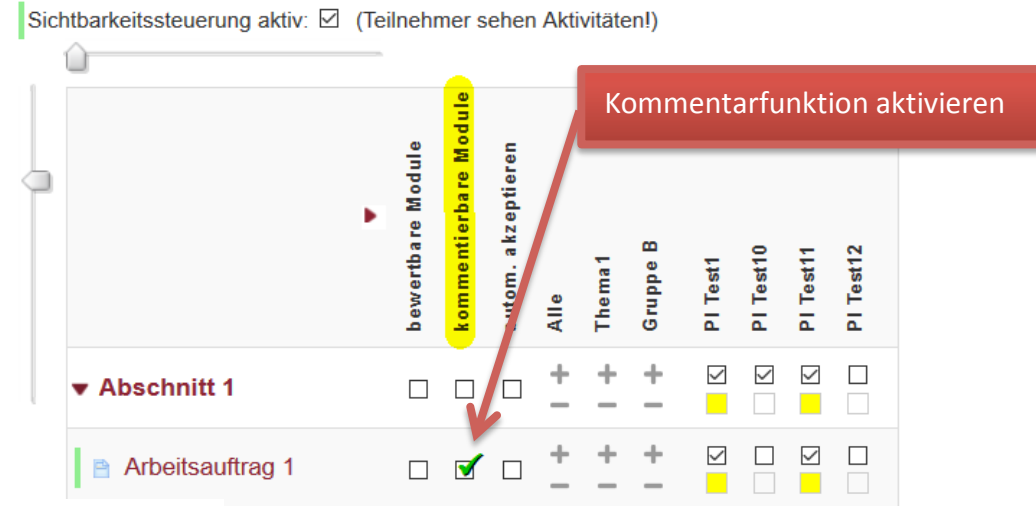 Sichtbarkeitssteuerung aktiv: (Teilnehmer sehen Aktivitäten!)
Kommentarfunktion aktivieren
bewertbare Module
kommentierbare Module
autom. akzeptieren
Alle
Thema1
Gruppe B
PI Test1
PI Test10
PI Test11
PI Test12
Abschnitt 1
Arbeitsauftrag 1